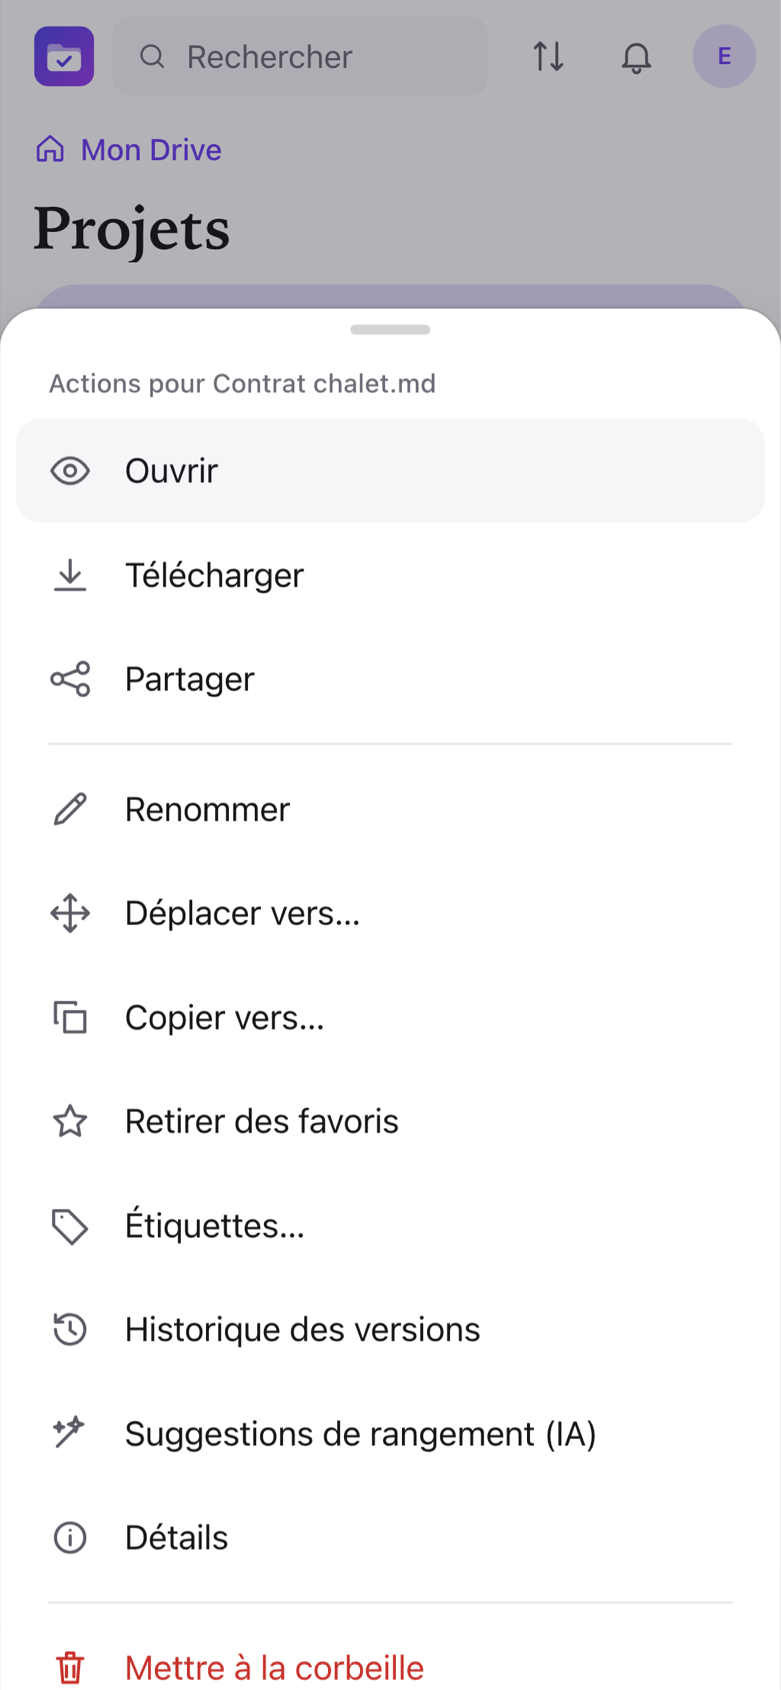 Rechercher
E
Mon Drive
Projets
Actions pour Contrat chalet.md
Ouvrir
Télécharger
Partager
Renommer
Déplacer vers...
Copier vers...
Retirer des favoris
Étiquettes...
Historique des versions
Suggestions de rangement (IA)
Détails
Mettre à la corbeille